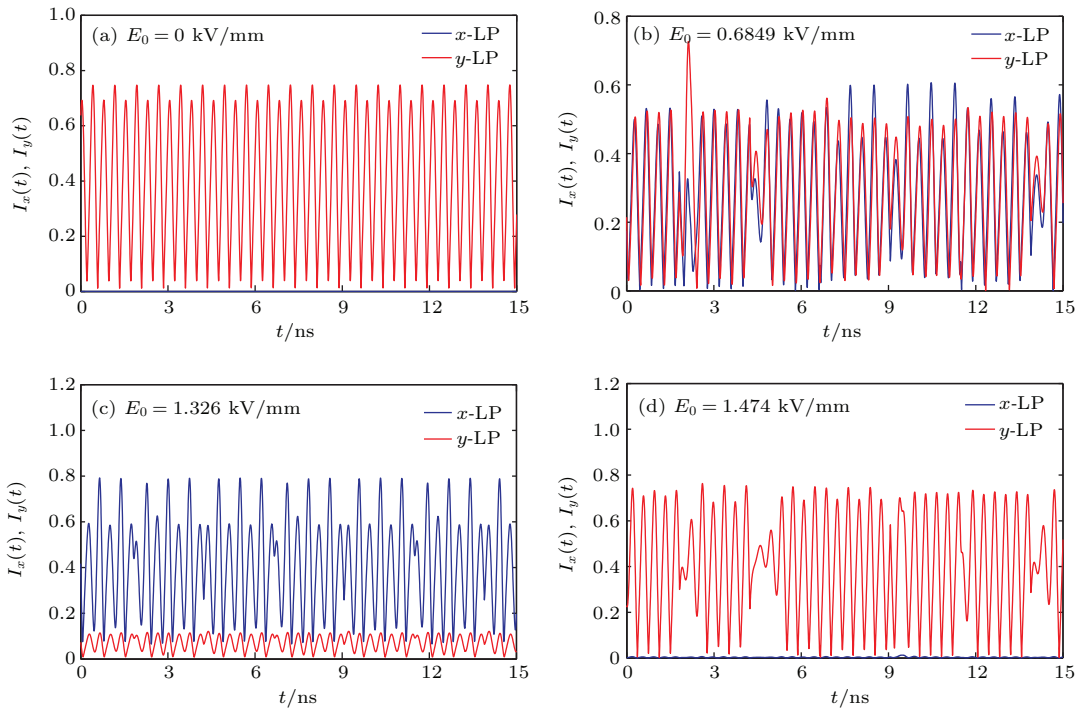 (a) E₀ = 0 kV/mm
x-LP
y-LP
Iₓ(t), I_y(t)
1.0
0.8
0.6
0.4
0.2
0
0 3 6 9 12 15
t/ns
(b) E₀ = 0.6849 kV/mm
x-LP
y-LP
Iₓ(t), I_y(t)
0.8
0.6
0.4
0.2
0
0 3 6 9 12 15
t/ns
(c) E₀ = 1.326 kV/mm
x-LP
y-LP
Iₓ(t), I_y(t)
1.2
1.0
0.8
0.6
0.4
0.2
0
0 3 6 9 12 15
t/ns
(d) E₀ = 1.474 kV/mm
x-LP
y-LP
Iₓ(t), I_y(t)
1.2
1.0
0.8
0.6
0.4
0.2
0
0 3 6 9 12 15
t/ns